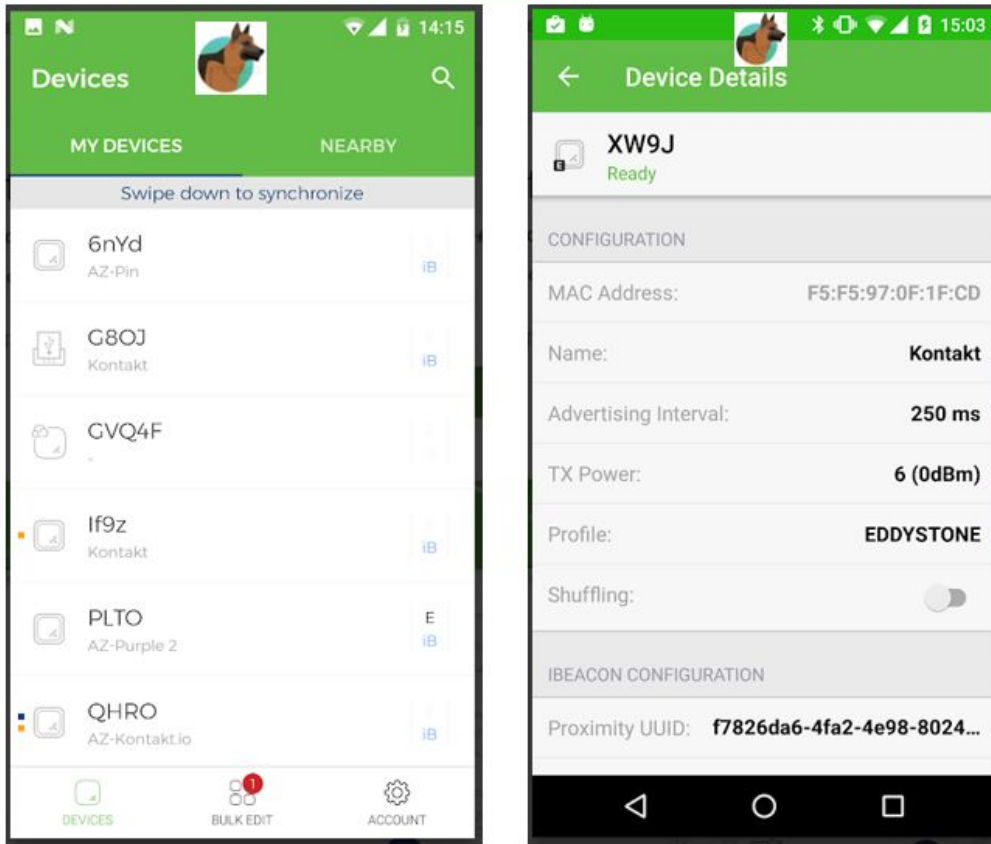 14:15
Devices
MY DEVICES NEARBY
Swipe down to synchronize
6nYd
AZ-Pin iB
G8OJ
Kontakt iB
GVQ4F
-
If9z
Kontakt iB
PLTO E
AZ-Purple 2 iB
QHRO
AZ-Kontakt.io iB
1
DEVICES BULK EDIT ACCOUNT
15:03
Device Details
XW9J
E
Ready
CONFIGURATION
MAC Address: F5:F5:97:0F:1F:CD
Name: Kontakt
Advertising Interval: 250 ms
TX Power: 6 (0dBm)
Profile: EDDYSTONE
Shuffling:
IBEACON CONFIGURATION
Proximity UUID: f7826da6-4fa2-4e98-8024...